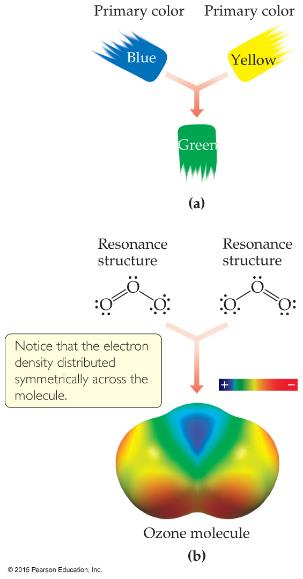 Primary color Primary color
Blue
Yellow
Green
(a)
Resonance structure
Resonance structure
O O O
O O O
Notice that the electron
density distributed
symmetrically across the
molecule.
+ −
Ozone molecule
(b)
© 2015 Pearson Education, Inc.